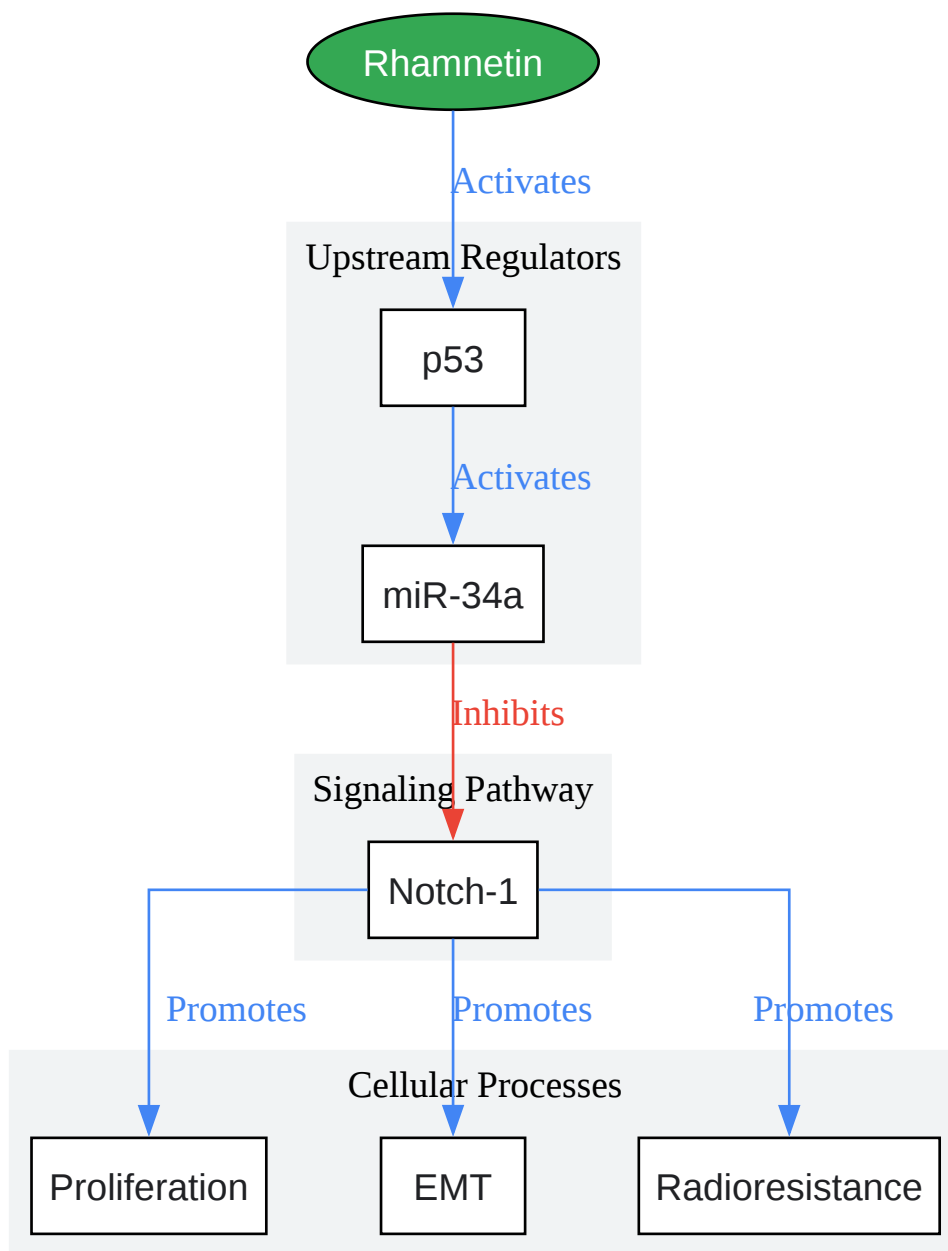 Rhamnetin
Activates
Upstream Regulators
p53
Activates
miR-34a
Inhibits
Signaling Pathway
Notch-1
Promotes
Promotes
Promotes
Cellular Processes
Proliferation
EMT
Radioresistance